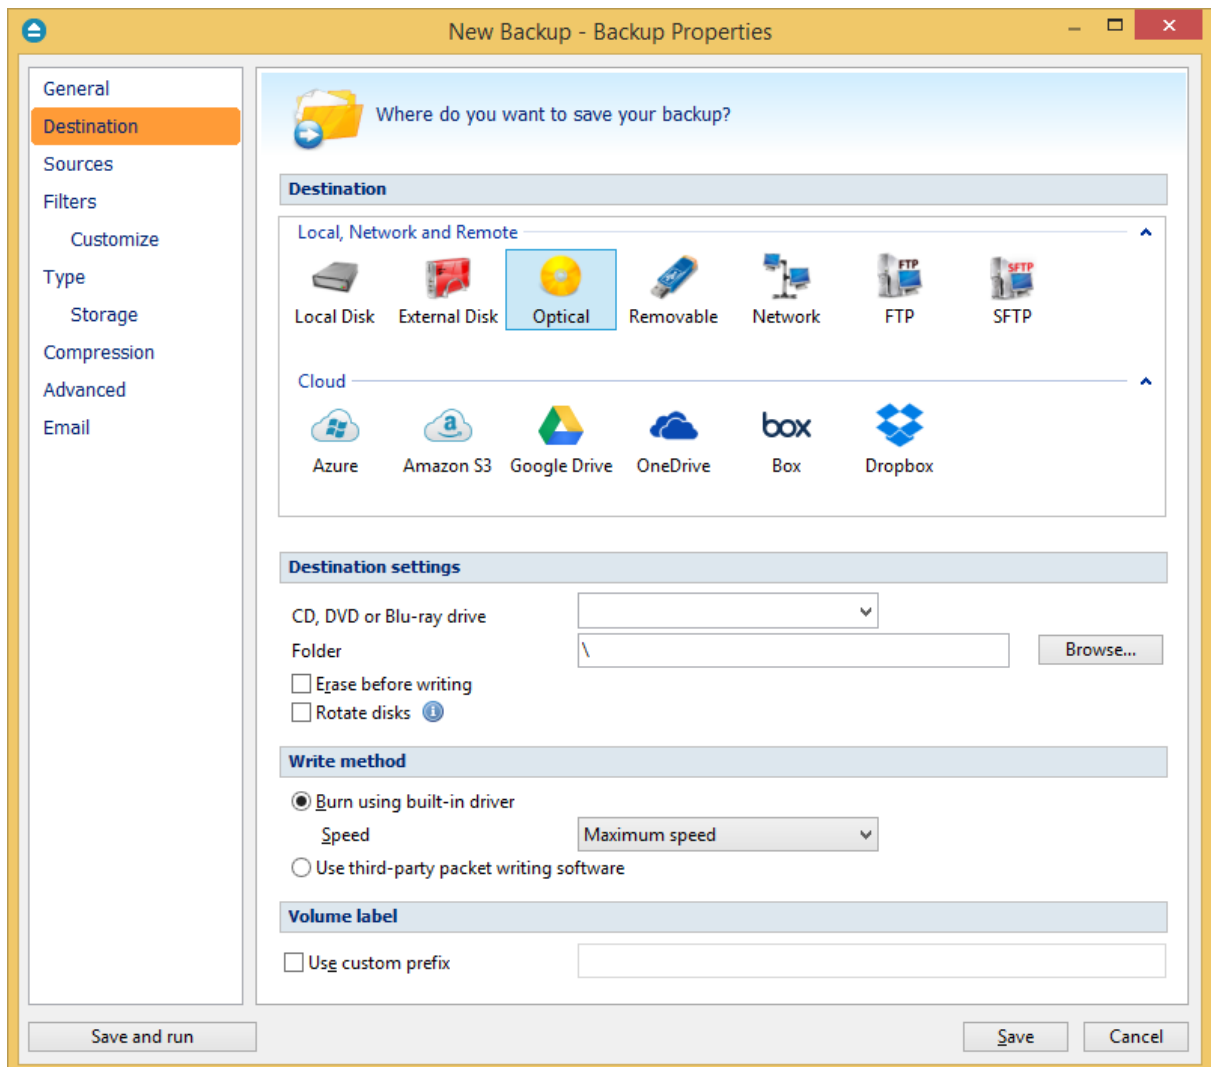 New Backup - Backup Properties
General
Destination
Sources
Filters
Customize
Type
Storage
Compression
Advanced
Email
Where do you want to save your backup?
Destination
Local, Network and Remote
FTP SFTP
Local Disk External Disk Optical Removable Network FTP SFTP
Cloud
a box
Azure Amazon S3 Google Drive OneDrive Box Dropbox
Destination settings
CD, DVD or Blu-ray drive
Folder \ Browse...
Erase before writing
Rotate disks i
Write method
Burn using built-in driver
Speed Maximum speed
Use third-party packet writing software
Volume label
Use custom prefix
Save and run Save Cancel